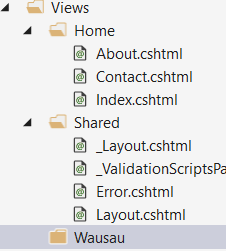 Views
Home
About.cshtml
Contact.cshtml
Index.cshtml
Shared
_Layout.cshtml
_ValidationScriptsPa
Error.cshtml
Layout.cshtml
Wausau